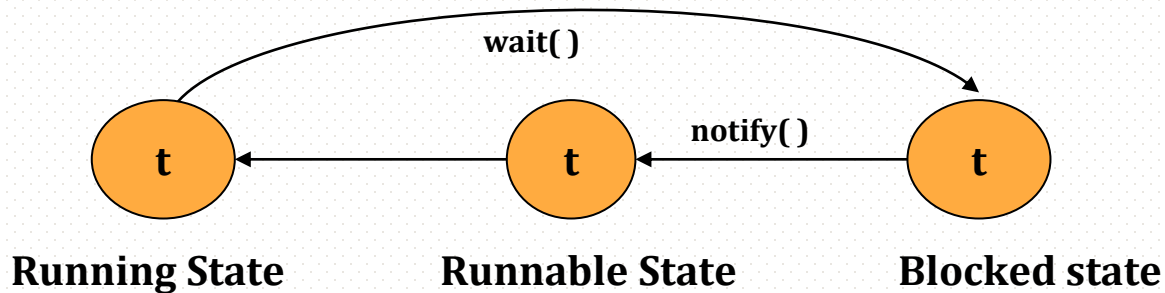 wait( )
notify( )
t
t
t
Running State
Runnable State
Blocked state